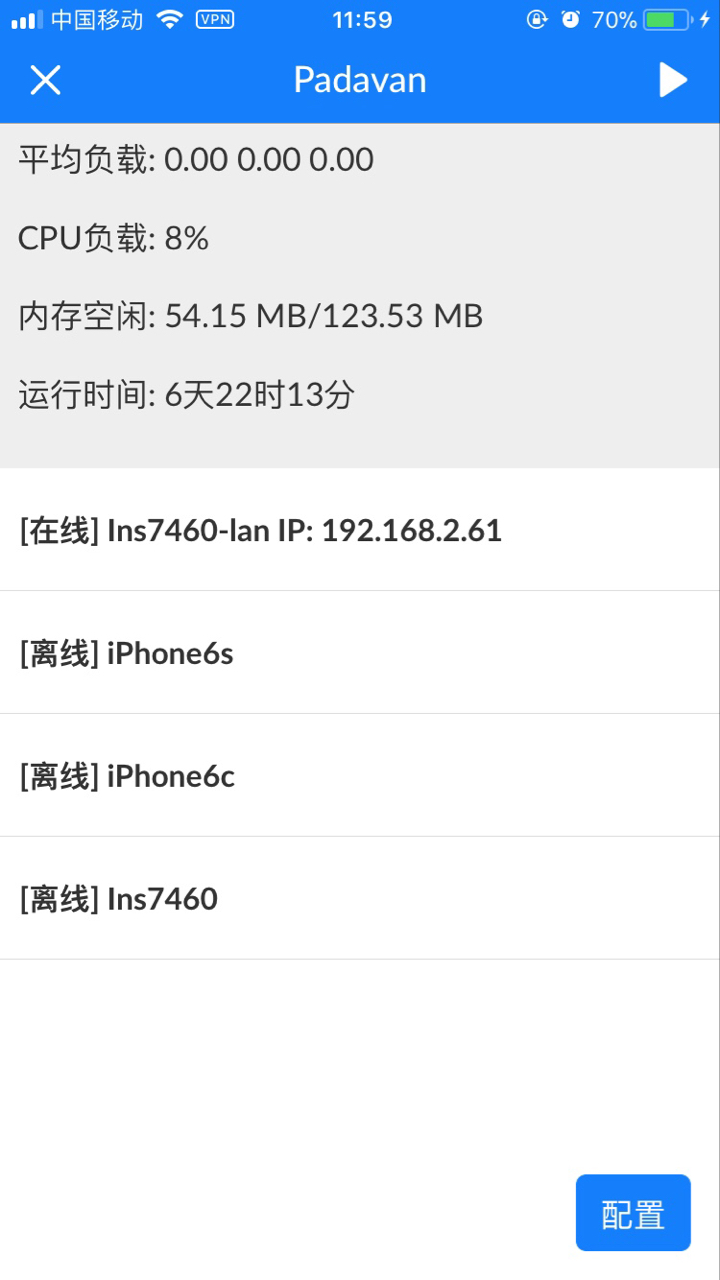 中国移动 VPN 11:59 70%
Padavan
平均负载: 0.00 0.00 0.00
CPU负载: 8%
内存空闲: 54.15 MB/123.53 MB
运行时间: 6天22时13分
[在线] Ins7460-lan IP: 192.168.2.61
[离线] iPhone6s
[离线] iPhone6c
[离线] Ins7460
配置